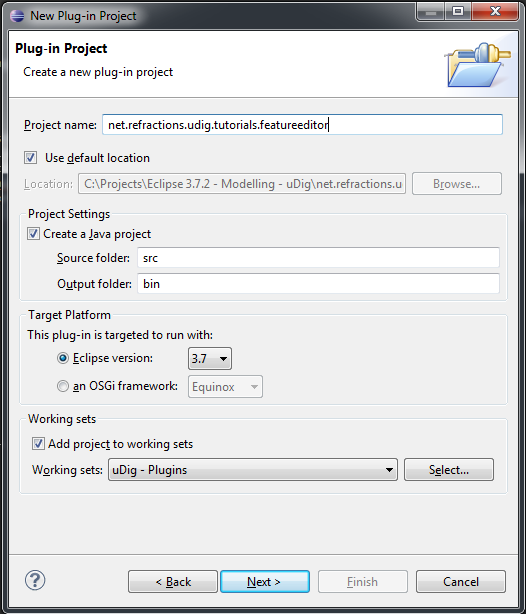 New Plug-in Project
Plug-in Project
Create a new plug-in project
Project name: net.refractions.udig.tutorials.featureeditor
Use default location
Location: C:\Projects\Eclipse 3.7.2 - Modelling - uDig\net.refractions.u Browse...
Project Settings
Create a Java project
Source folder: src
Output folder: bin
Target Platform
This plug-in is targeted to run with:
Eclipse version: 3.7
an OSGi framework: Equinox
Working sets
Add project to working sets
Working sets: uDig - Plugins Select...
? < Back Next > Finish Cancel